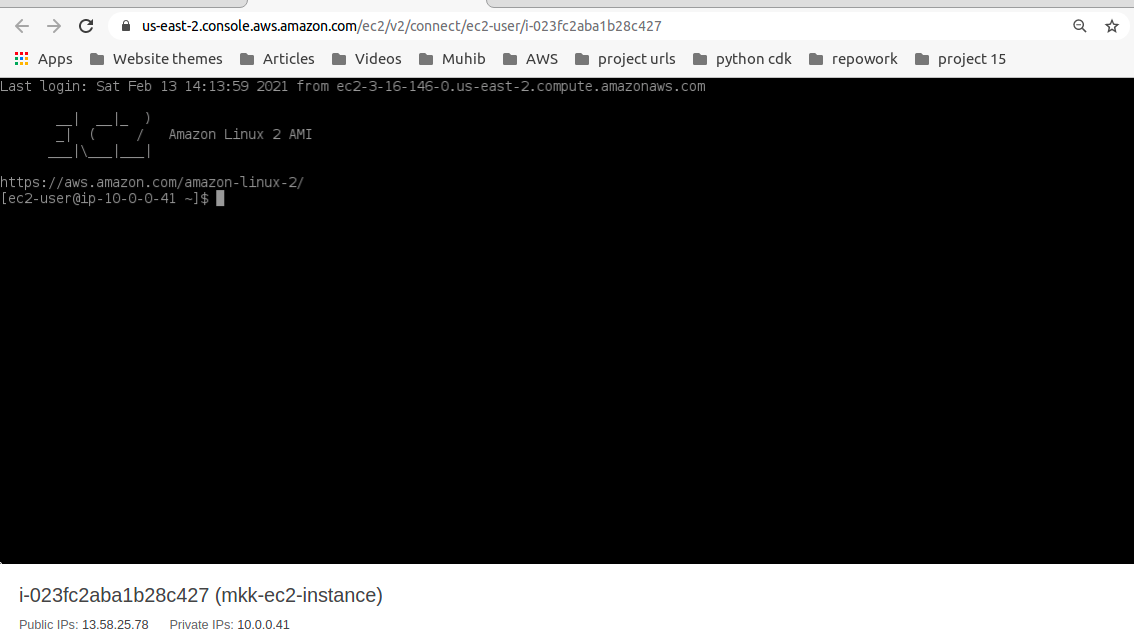 us-east-2.console.aws.amazon.com/ec2/v2/connect/ec2-user/i-023fc2aba1b28c427
Apps Website themes Articles Videos Muhib AWS project urls python cdk repowork project 15
Last login: Sat Feb 13 14:13:59 2021 from ec2-3-16-146-0.us-east-2.compute.amazonaws.com
__|  __|_  )
_|  (     /   Amazon Linux 2 AMI
___|\___|___|
https://aws.amazon.com/amazon-linux-2/
[ec2-user@ip-10-0-0-41 ~]$
i-023fc2aba1b28c427 (mkk-ec2-instance)
Public IPs: 13.58.25.78 Private IPs: 10.0.0.41